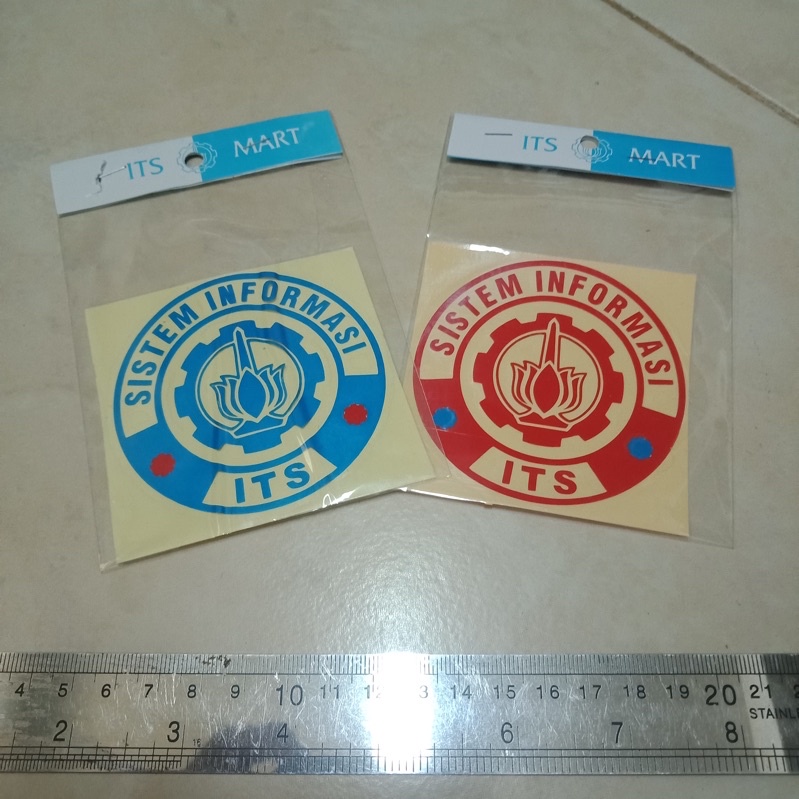 ITS MART
ITS MART
SISTEM INFORMASI
ITS
SISTEM INFORMASI
ITS
4 5 6 7 8 9 10 11 12 13 14 15 16 17 18 19 20 21
STAINLE
2 3 4 6 7 8